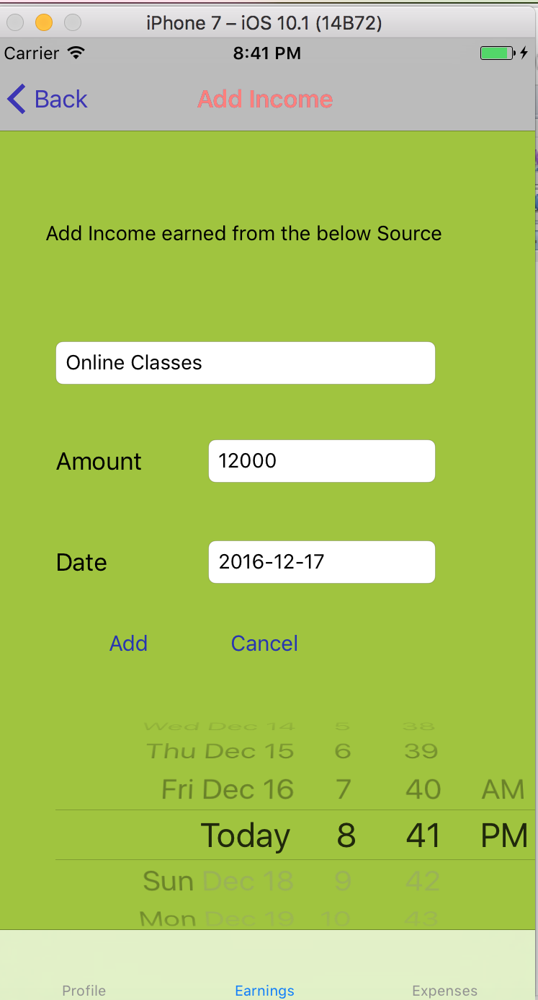 iPhone 7 – iOS 10.1 (14B72)
Carrier 8:41 PM
Back Add Income
Add Income earned from the below Source
Online Classes
Amount 12000
Date 2016-12-17
Add Cancel
Wed Dec 14 5 38
Thu Dec 15 6 39
Fri Dec 16 7 40 AM
Today 8 41 PM
Sun Dec 18 9 42
Mon Dec 19 10 43
Profile Earnings Expenses